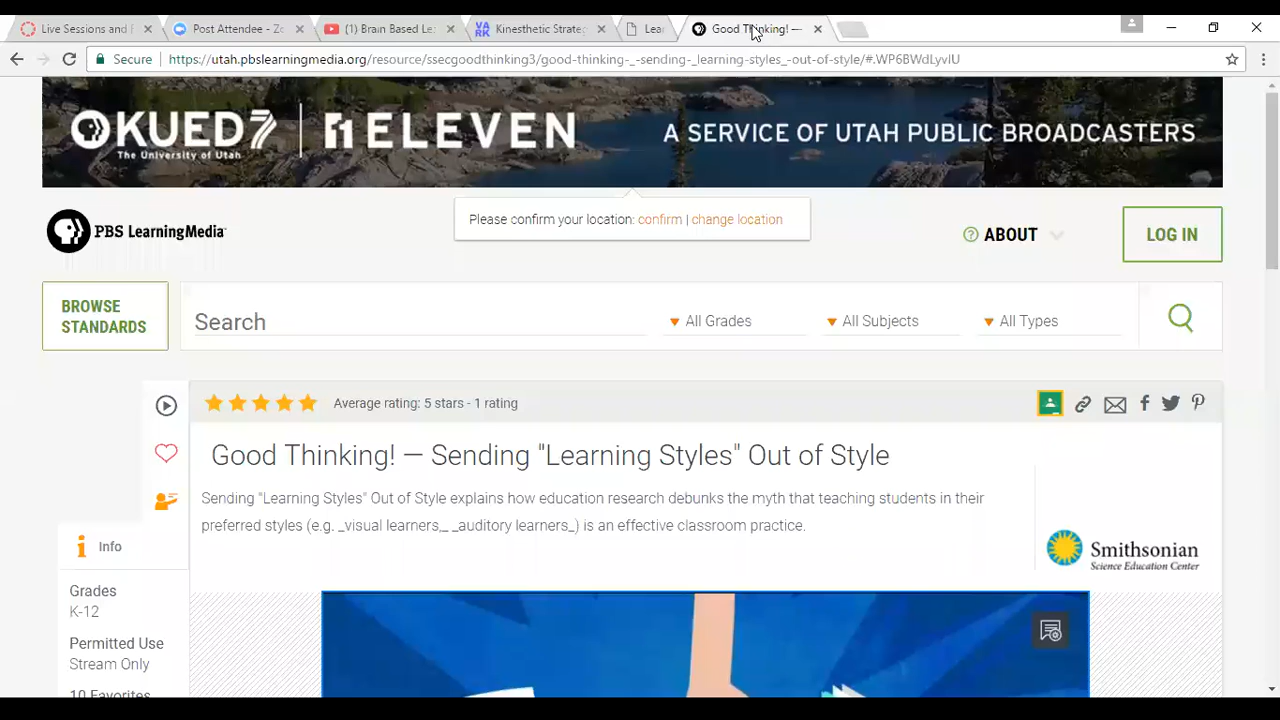 Live Sessions and
Post Attendee - Zo
(1) Brain Based Le
VARK Kinesthetic Strateg
Lea
Good Thinking! —
Secure https://utah.pbslearningmedia.org/resource/ssecgoodthinking3/good-thinking-_-sending-_learning-styles_-out-of-style/#.WP6BWdLyvIU
KUED7
The University of Utah
ELEVEN
A SERVICE OF UTAH PUBLIC BROADCASTERS
Please confirm your location: confirm | change location
PBS LearningMedia
? ABOUT
LOG IN
BROWSE
STANDARDS
Search
All Grades
All Subjects
All Types
Average rating: 5 stars - 1 rating
Good Thinking! — Sending "Learning Styles" Out of Style
Sending "Learning Styles" Out of Style explains how education research debunks the myth that teaching students in their
preferred styles (e.g. _visual learners,_ _auditory learners_) is an effective classroom practice.
Smithsonian
Science Education Center
i Info
Grades
K-12
Permitted Use
Stream Only
10 Favorites